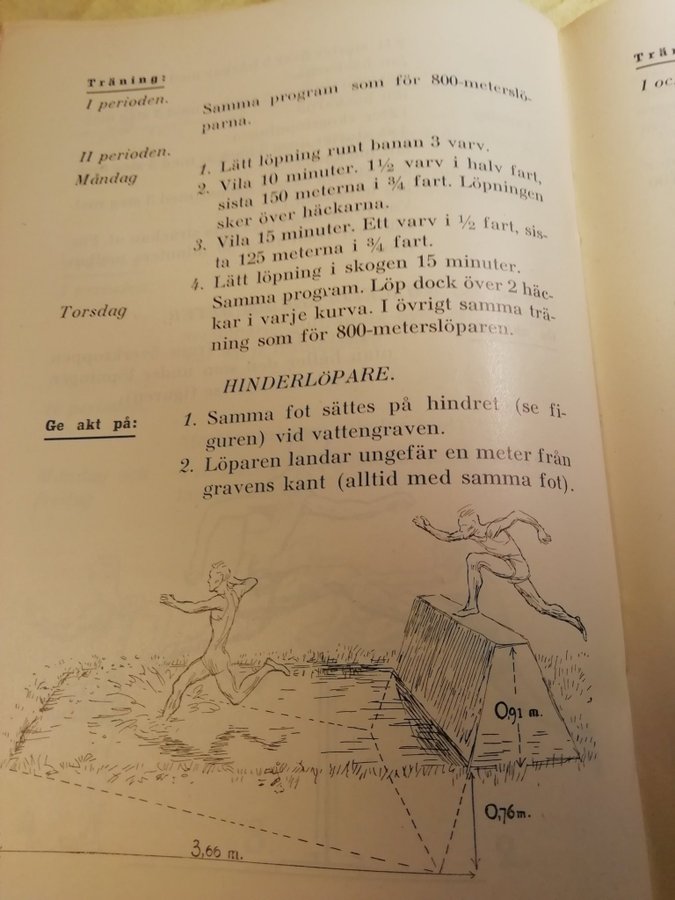 Träning:
I perioden.
Samma program som för 800-meterslö-
parna.
II perioden.
Måndag
1. Lätt löpning runt banan 3 varv.
2. Vila 10 minuter. 1½ varv i halv fart,
sista 150 meterna i ¾ fart. Löpningen
sker över häckarna.
3. Vila 15 minuter. Ett varv i ½ fart, sis-
ta 125 meterna i ¾ fart.
4. Lätt löpning i skogen 15 minuter.
Torsdag
Samma program. Löp dock över 2 häc-
kar i varje kurva. I övrigt samma trä-
ning som för 800-meterslöparen.
HINDERLÖPARE.
Ge akt på:
1. Samma fot sättes på hindret (se fi-
guren) vid vattengraven.
2. Löparen landar ungefär en meter från
gravens kant (alltid med samma fot).
0,91 m.
0,76 m.
3,66 m.
Trä
I oc